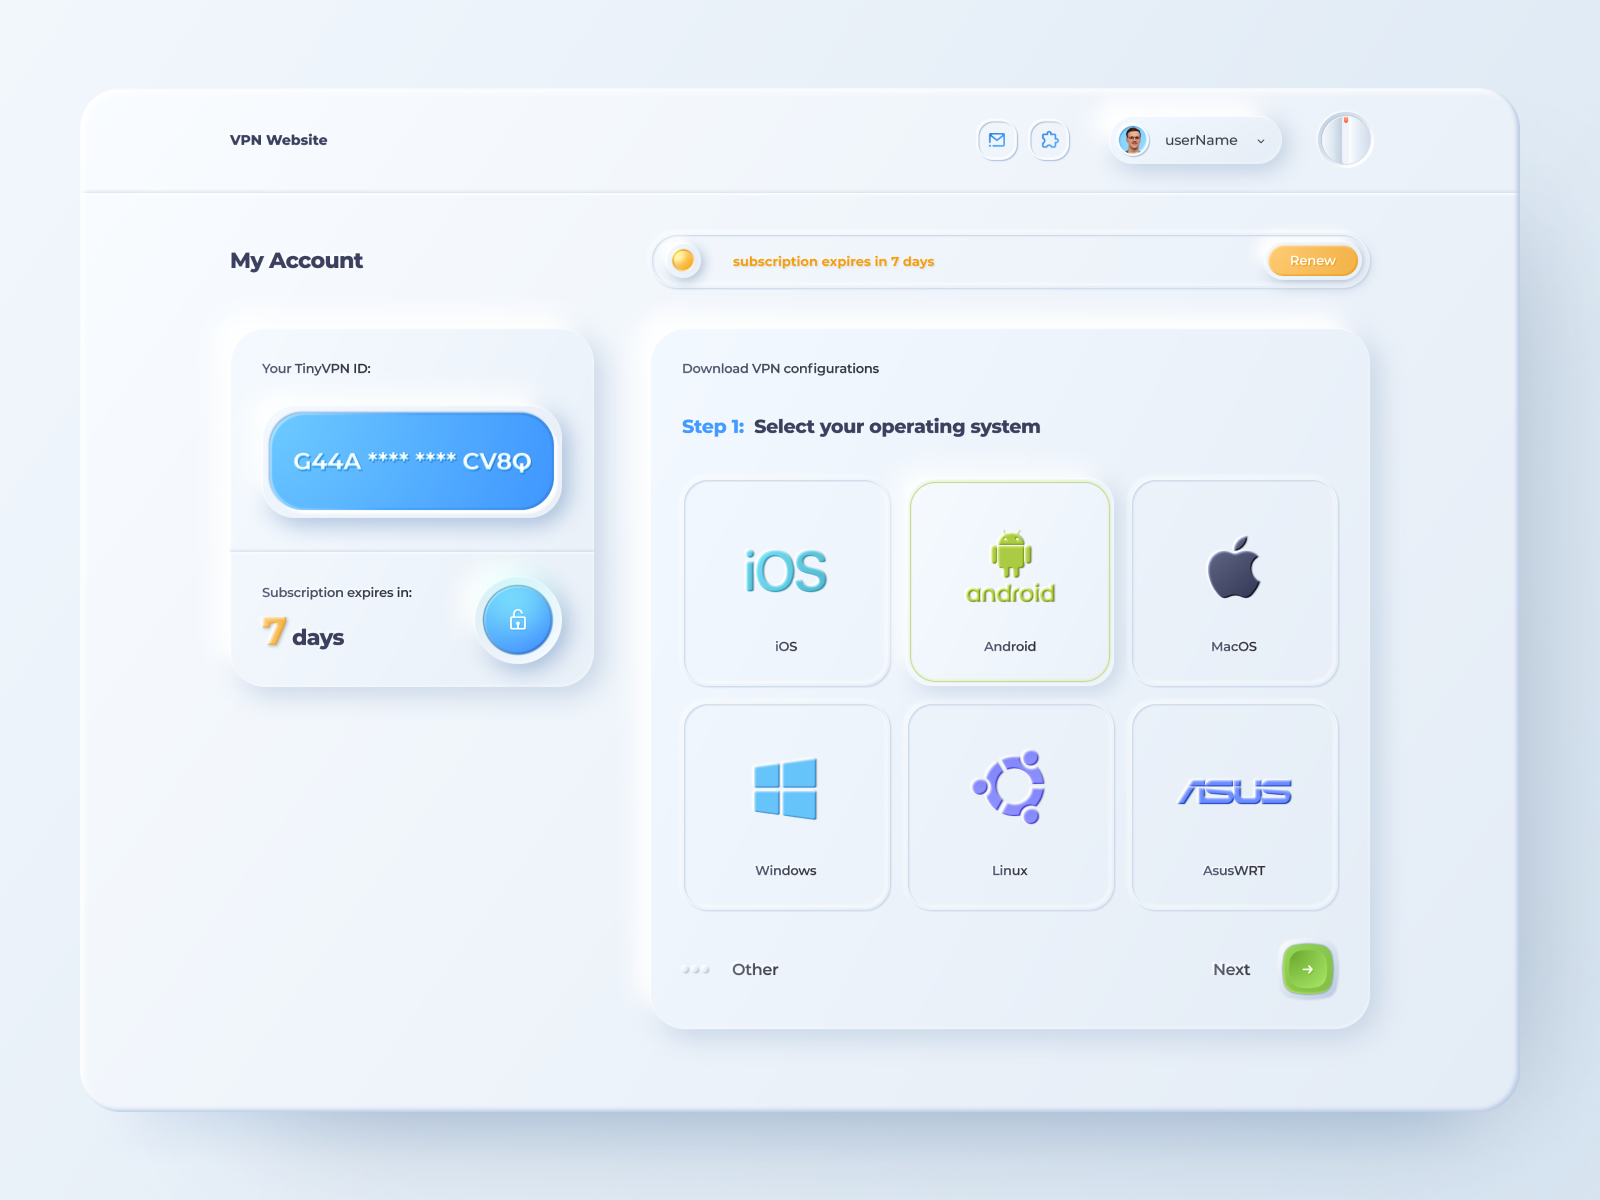 VPN Website
userName
My Account
subscription expires in 7 days
Renew
Your TinyVPN ID:
G44A **** **** CV8Q
Subscription expires in:
7 days
Download VPN configurations
Step 1: Select your operating system
iOS
iOS
android
Android
MacOS
Windows
Linux
ASUS
AsusWRT
Other
Next